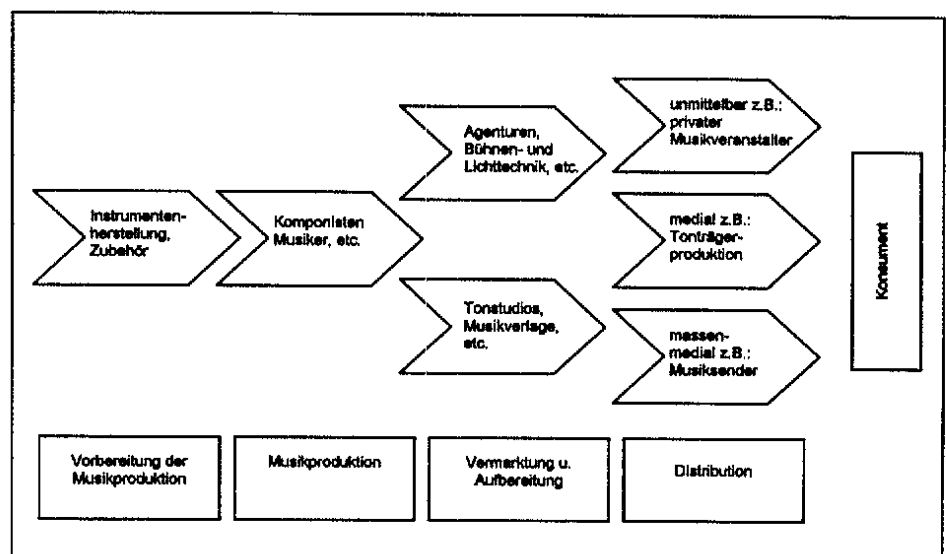 unmittelbar z.B.:
privater
Musikveranstalter
Agenturen,
Bühnen- und
Lichttechnik, etc.
Instrumenten-
herstellung,
Zubehör
Komponisten
Musiker, etc.
medial z.B.:
Tonträger-
produktion
Konsument
Tonstudios,
Musikverlage,
etc.
massen-
medial z.B.:
Musiksender
Vorbereitung der
Musikproduktion
Musikproduktion
Vermarktung u.
Aufbereitung
Distribution